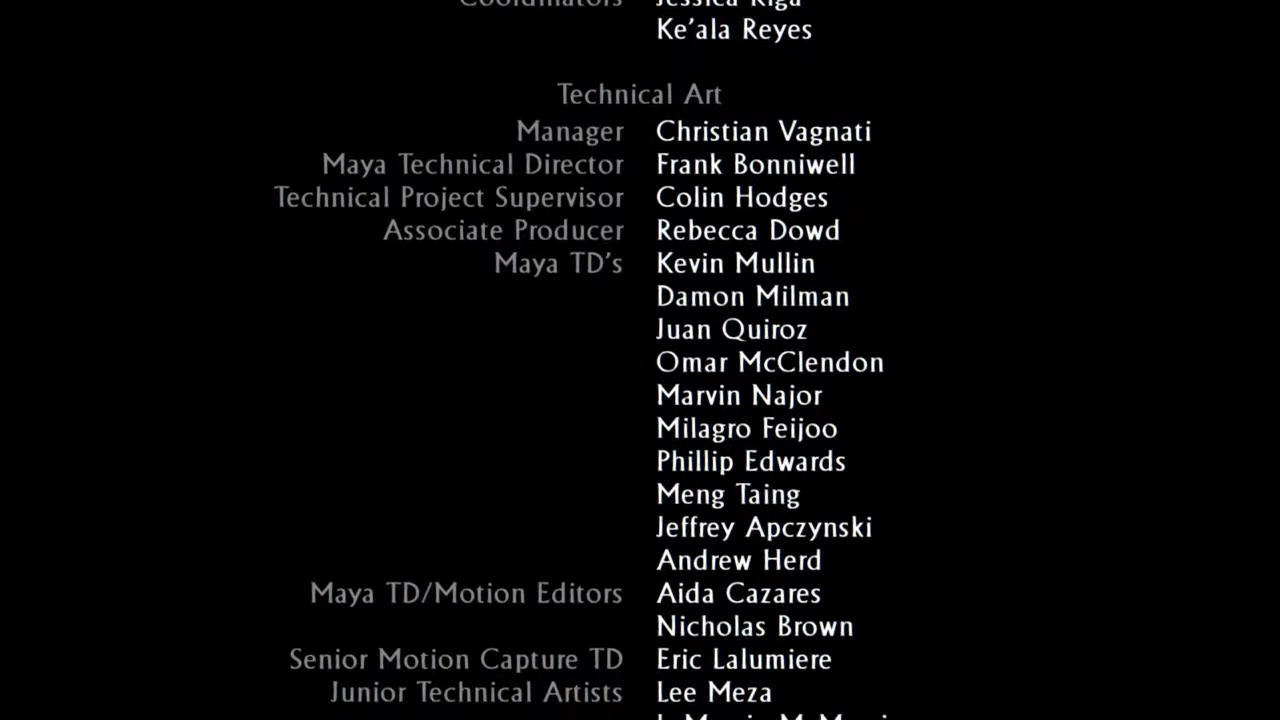 Coordinators Jessica Riga
Ke'ala Reyes
Technical Art
Manager Christian Vagnati
Maya Technical Director Frank Bonniwell
Technical Project Supervisor Colin Hodges
Associate Producer Rebecca Dowd
Maya TD's Kevin Mullin
Damon Milman
Juan Quiroz
Omar McClendon
Marvin Najor
Milagro Feijoo
Phillip Edwards
Meng Taing
Jeffrey Apczynski
Andrew Herd
Maya TD/Motion Editors Aida Cazares
Nicholas Brown
Senior Motion Capture TD Eric Lalumiere
Junior Technical Artists Lee Meza